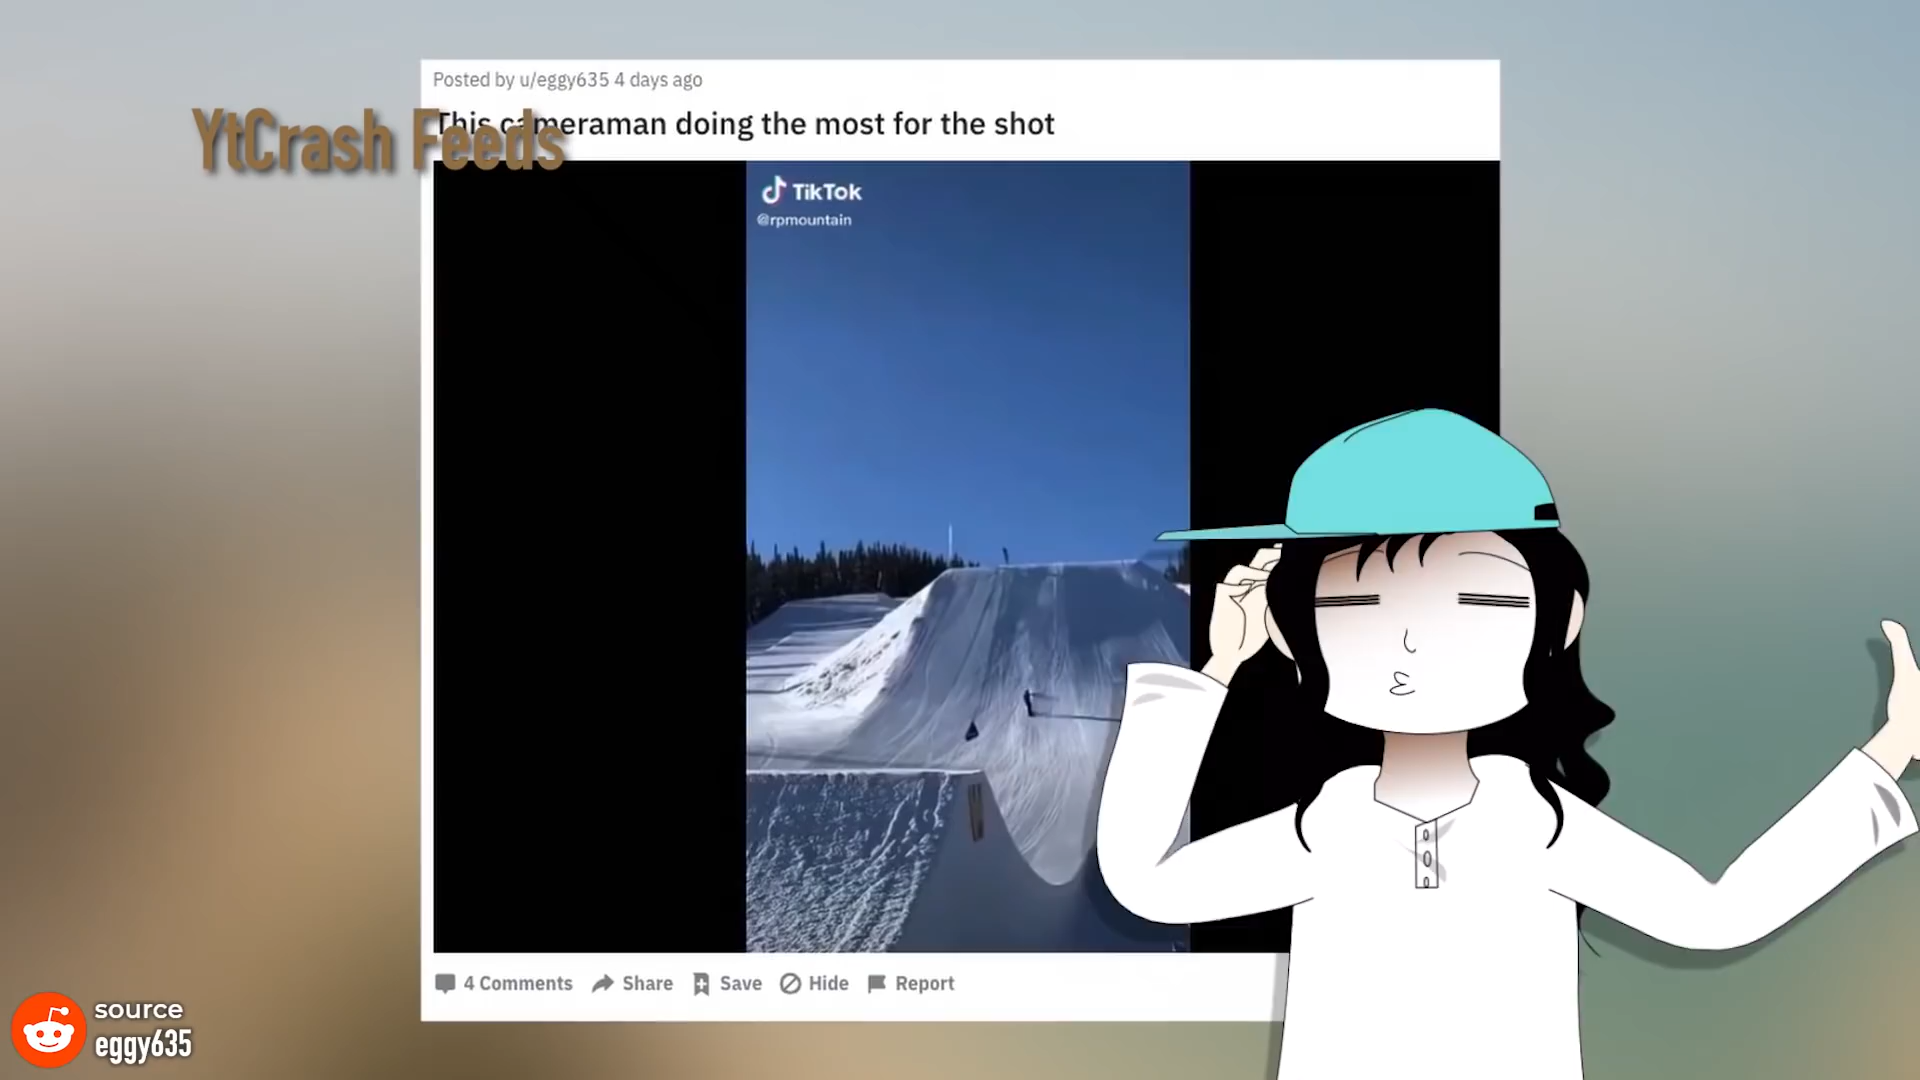 Posted by u/eggy635 4 days ago
YtCrash Feeds
This cameraman doing the most for the shot
TikTok
@rpmountain
4 Comments Share Save Hide Report
source
eggy635